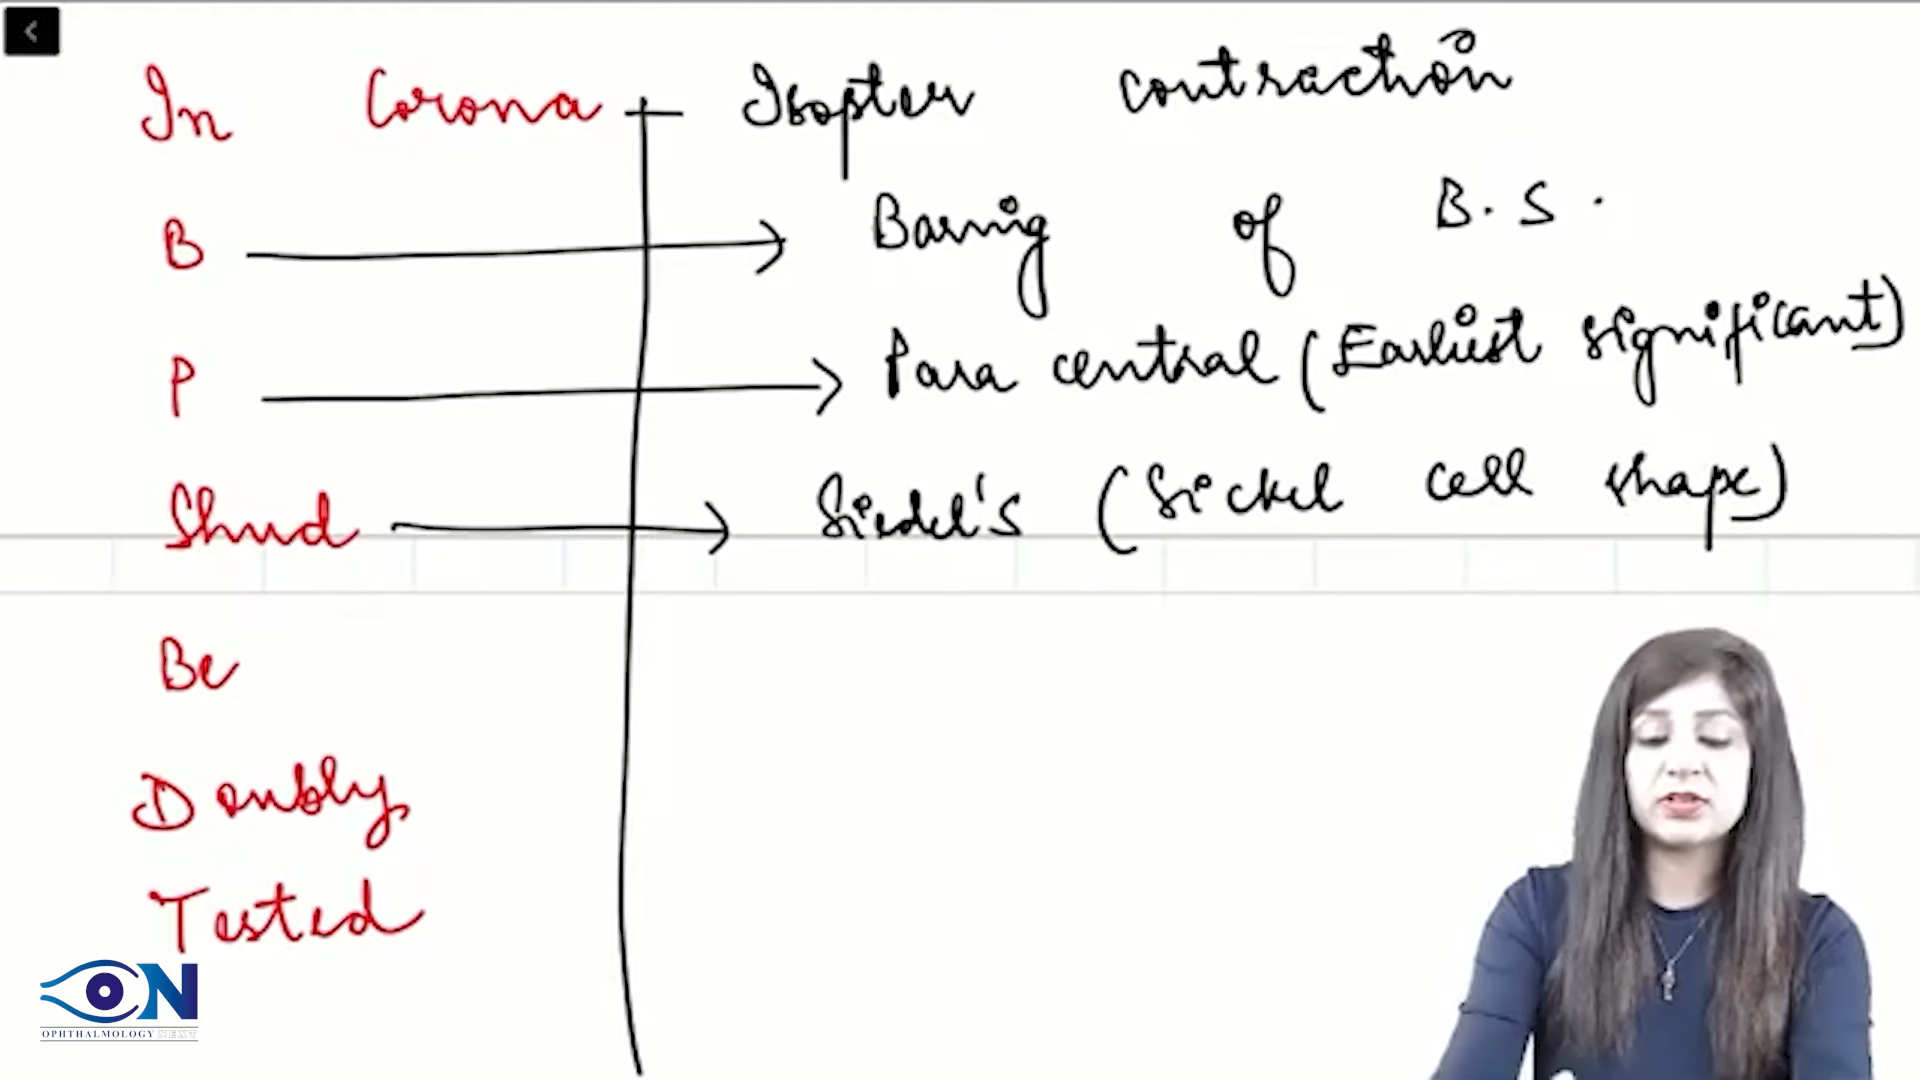 In Corona Isopter contraction
B → Baring of B.S.
P → Para central (Earliest significant)
Shud → Siedel's (Sickel cell shape)
Be
Doubly
Tested
ON
OPHTHALMOLOGY NEXT